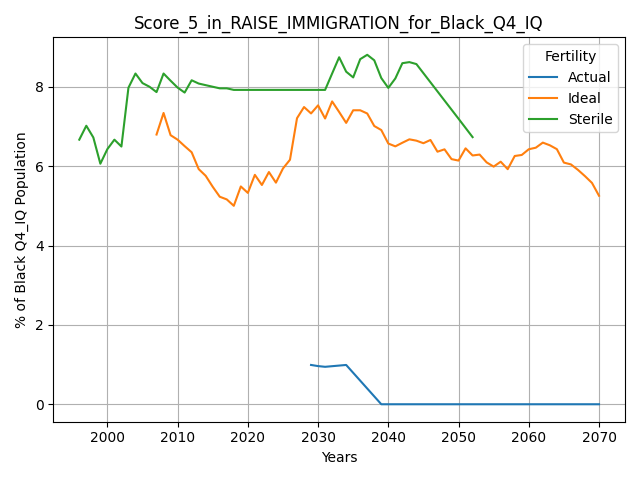 Score_5_in_RAISE_IMMIGRATION_for_Black_Q4_IQ
Fertility
Actual
Ideal
Sterile
% of Black Q4_IQ Population
8
6
4
2
0
2000 2010 2020 2030 2040 2050 2060 2070
Years